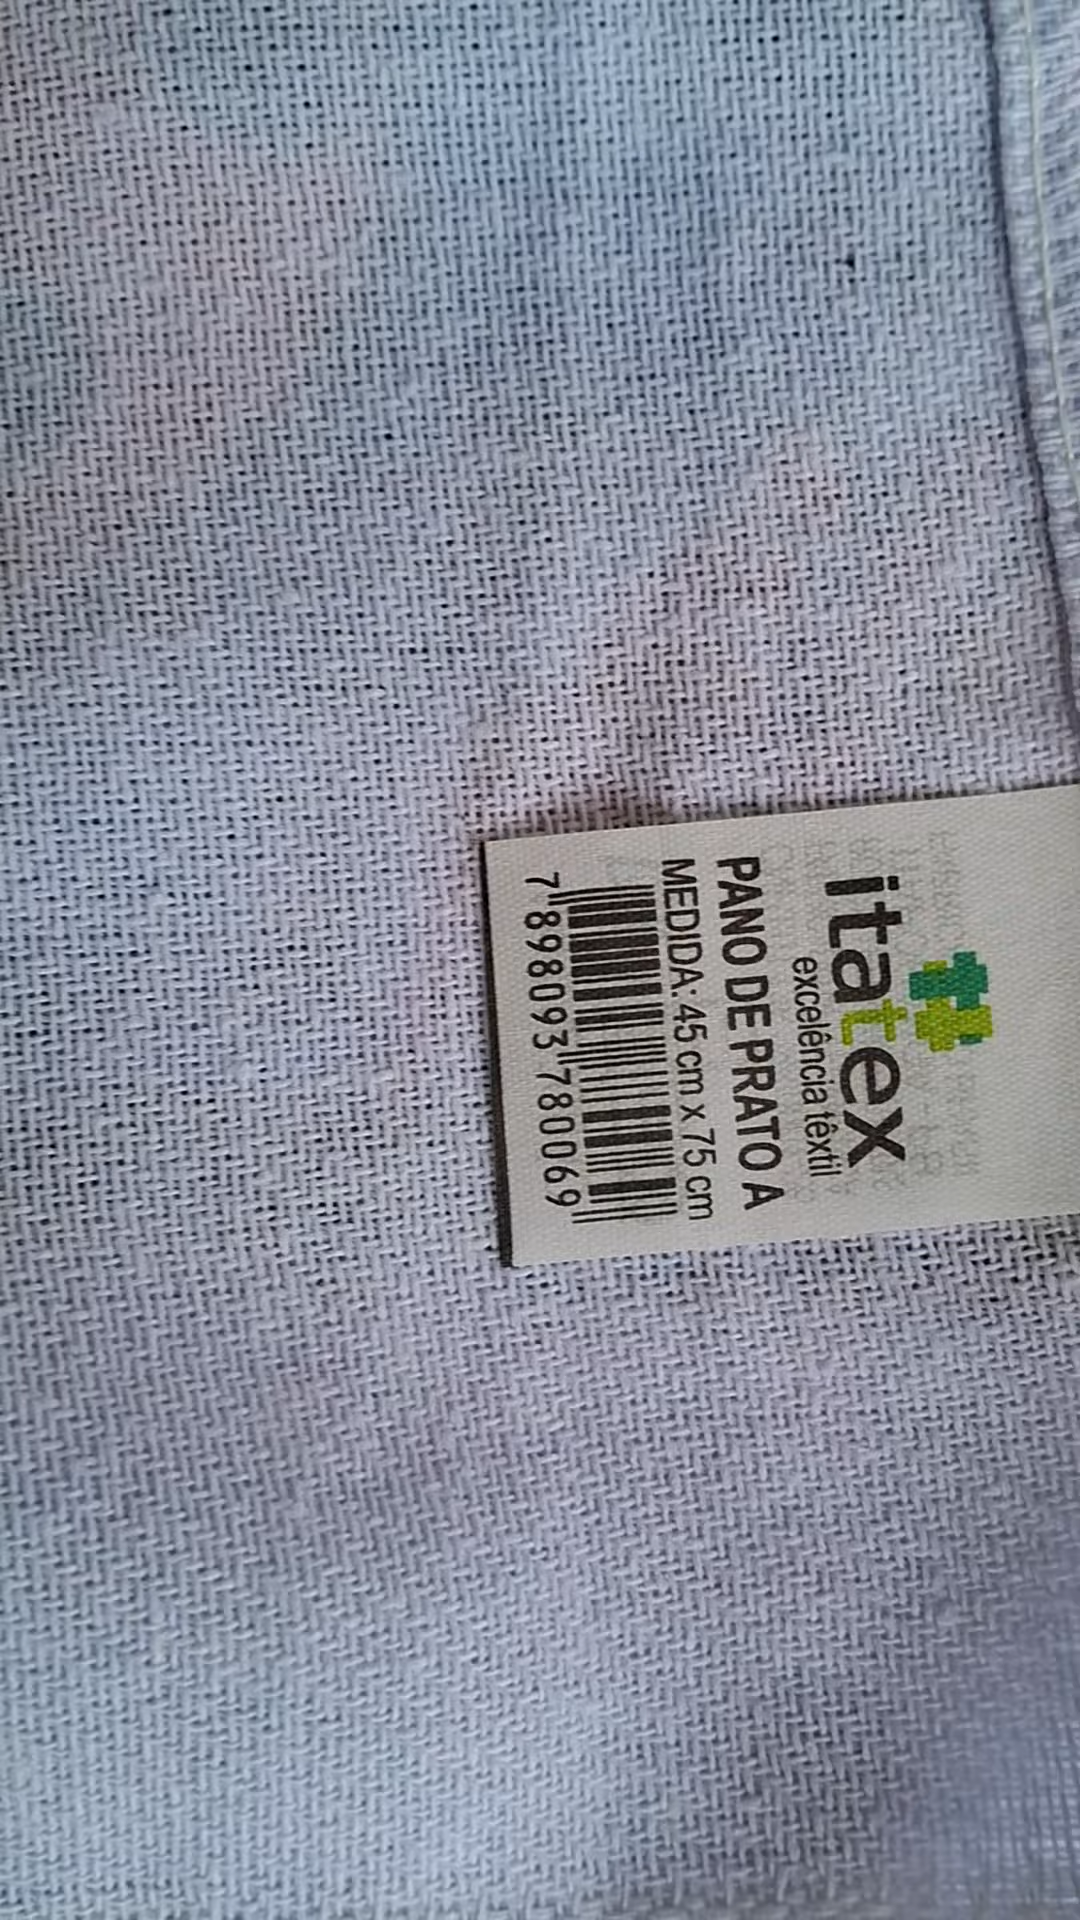 itatex
excelência têxtil
PANO DE PRATO A
MEDIDA: 45 cm x 75 cm
7 898093 780069